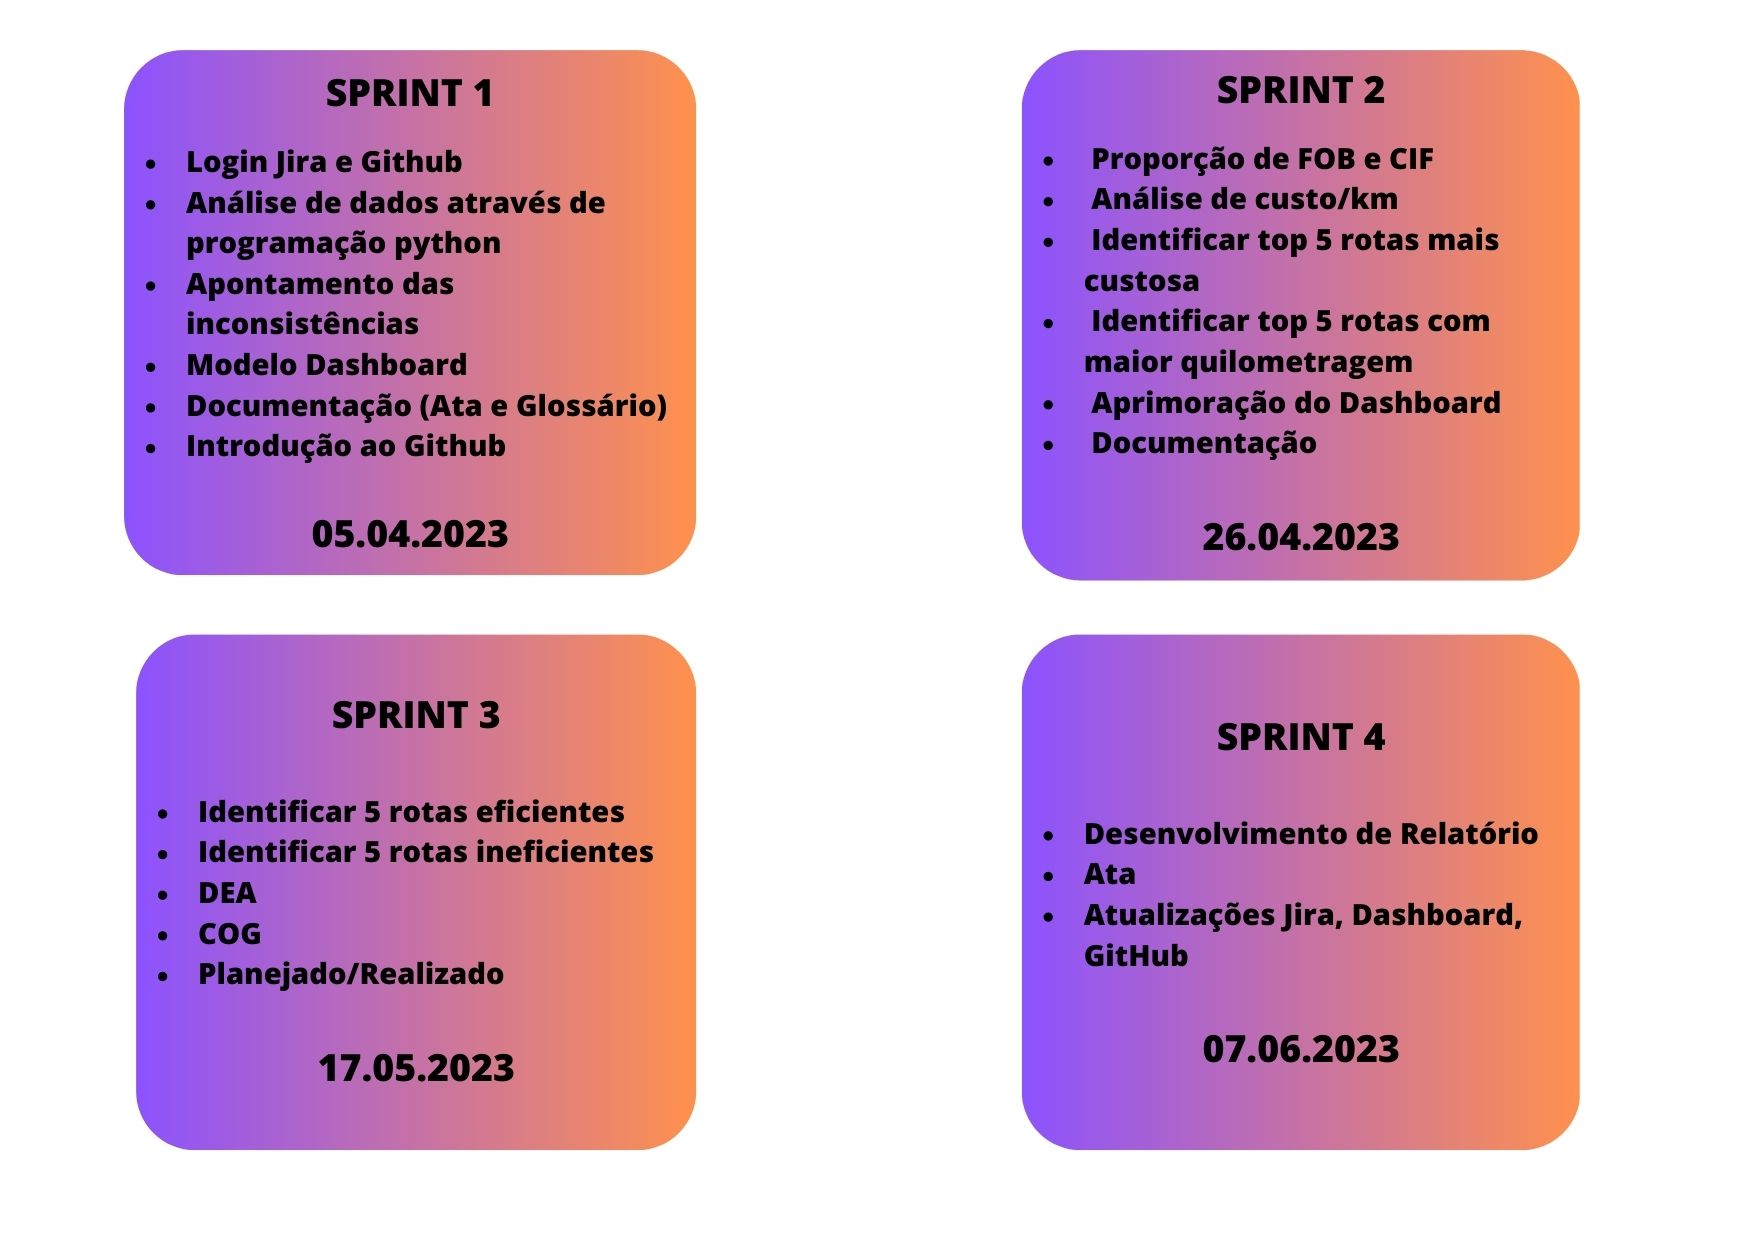 SPRINT 1
• Login Jira e Github
• Análise de dados através de
programação python
• Apontamento das
inconsistências
• Modelo Dashboard
• Documentação (Ata e Glossário)
• Introdução ao Github
05.04.2023
SPRINT 2
• Proporção de FOB e CIF
• Análise de custo/km
• Identificar top 5 rotas mais
custosa
• Identificar top 5 rotas com
maior quilometragem
• Aprimoração do Dashboard
• Documentação
26.04.2023
SPRINT 3
• Identificar 5 rotas eficientes
• Identificar 5 rotas ineficientes
• DEA
• COG
• Planejado/Realizado
17.05.2023
SPRINT 4
• Desenvolvimento de Relatório
• Ata
• Atualizações Jira, Dashboard,
GitHub
07.06.2023